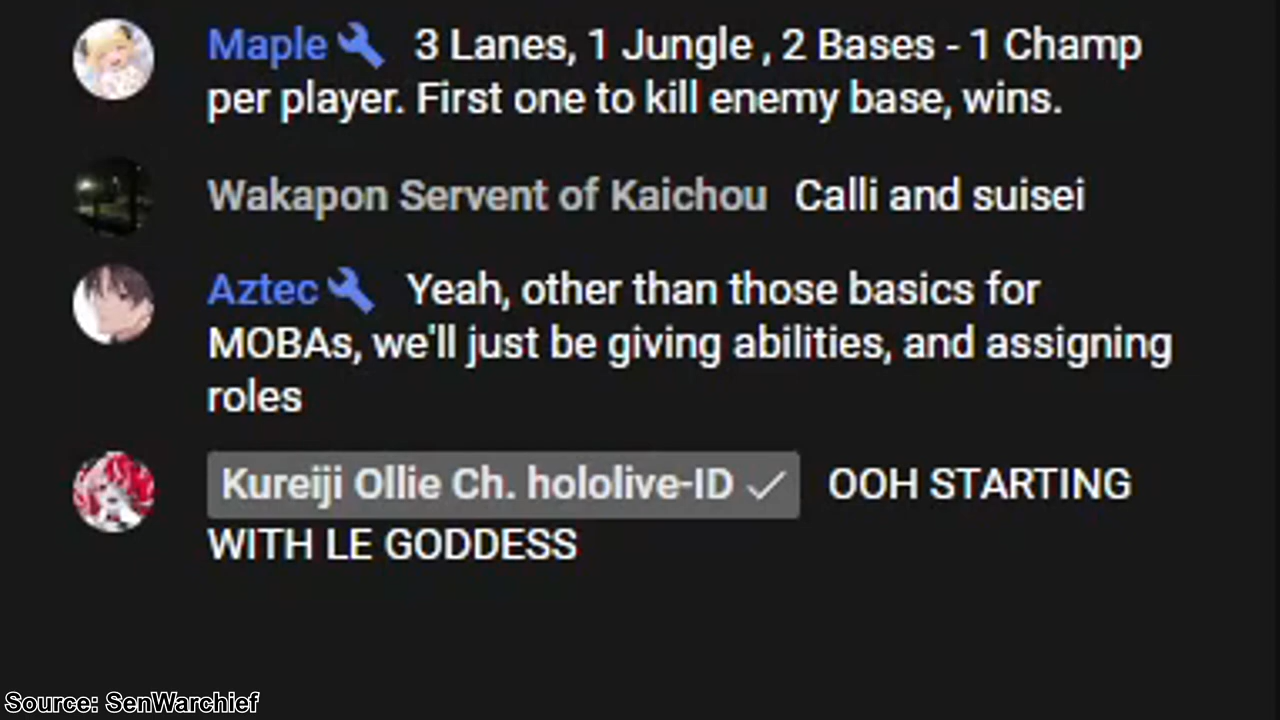 Maple 3 Lanes, 1 Jungle , 2 Bases - 1 Champ
per player. First one to kill enemy base, wins.
Wakapon Servent of Kaichou Calli and suisei
Aztec Yeah, other than those basics for
MOBAs, we'll just be giving abilities, and assigning
roles
Kureiji Ollie Ch. hololive-ID ✓ OOH STARTING
WITH LE GODDESS
Source: SenWarchief